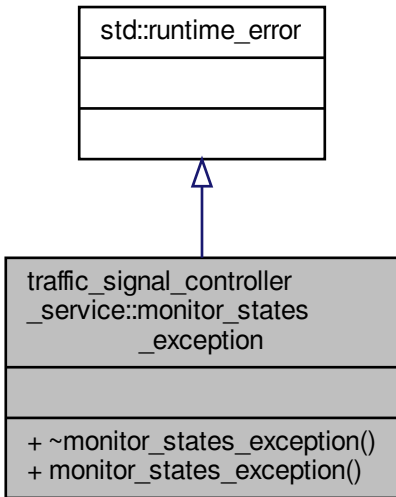 std::runtime_error
traffic_signal_controller
_service::monitor_states
_exception
+ ~monitor_states_exception()
+ monitor_states_exception()